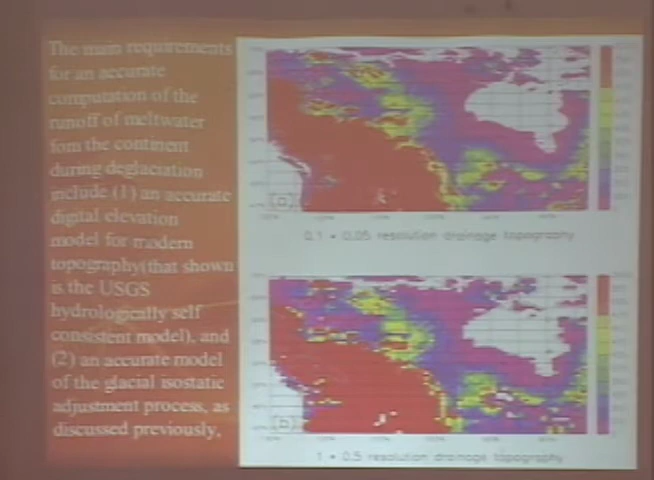 The main requirements
for an accurate
computation of the
runoff of meltwater
fom the continent
during deglaciation
include (1) an accurate
digital elevation
model for modern
topography(that shown
is the USGS
hydrologically self
consistent model), and
(2) an accurate model
of the glacial isostatic
adjustment process, as
discussed previously,
(a)
0.1 * 0.05 resolution drainage topography
(b)
1 * 0.5 resolution drainage topography